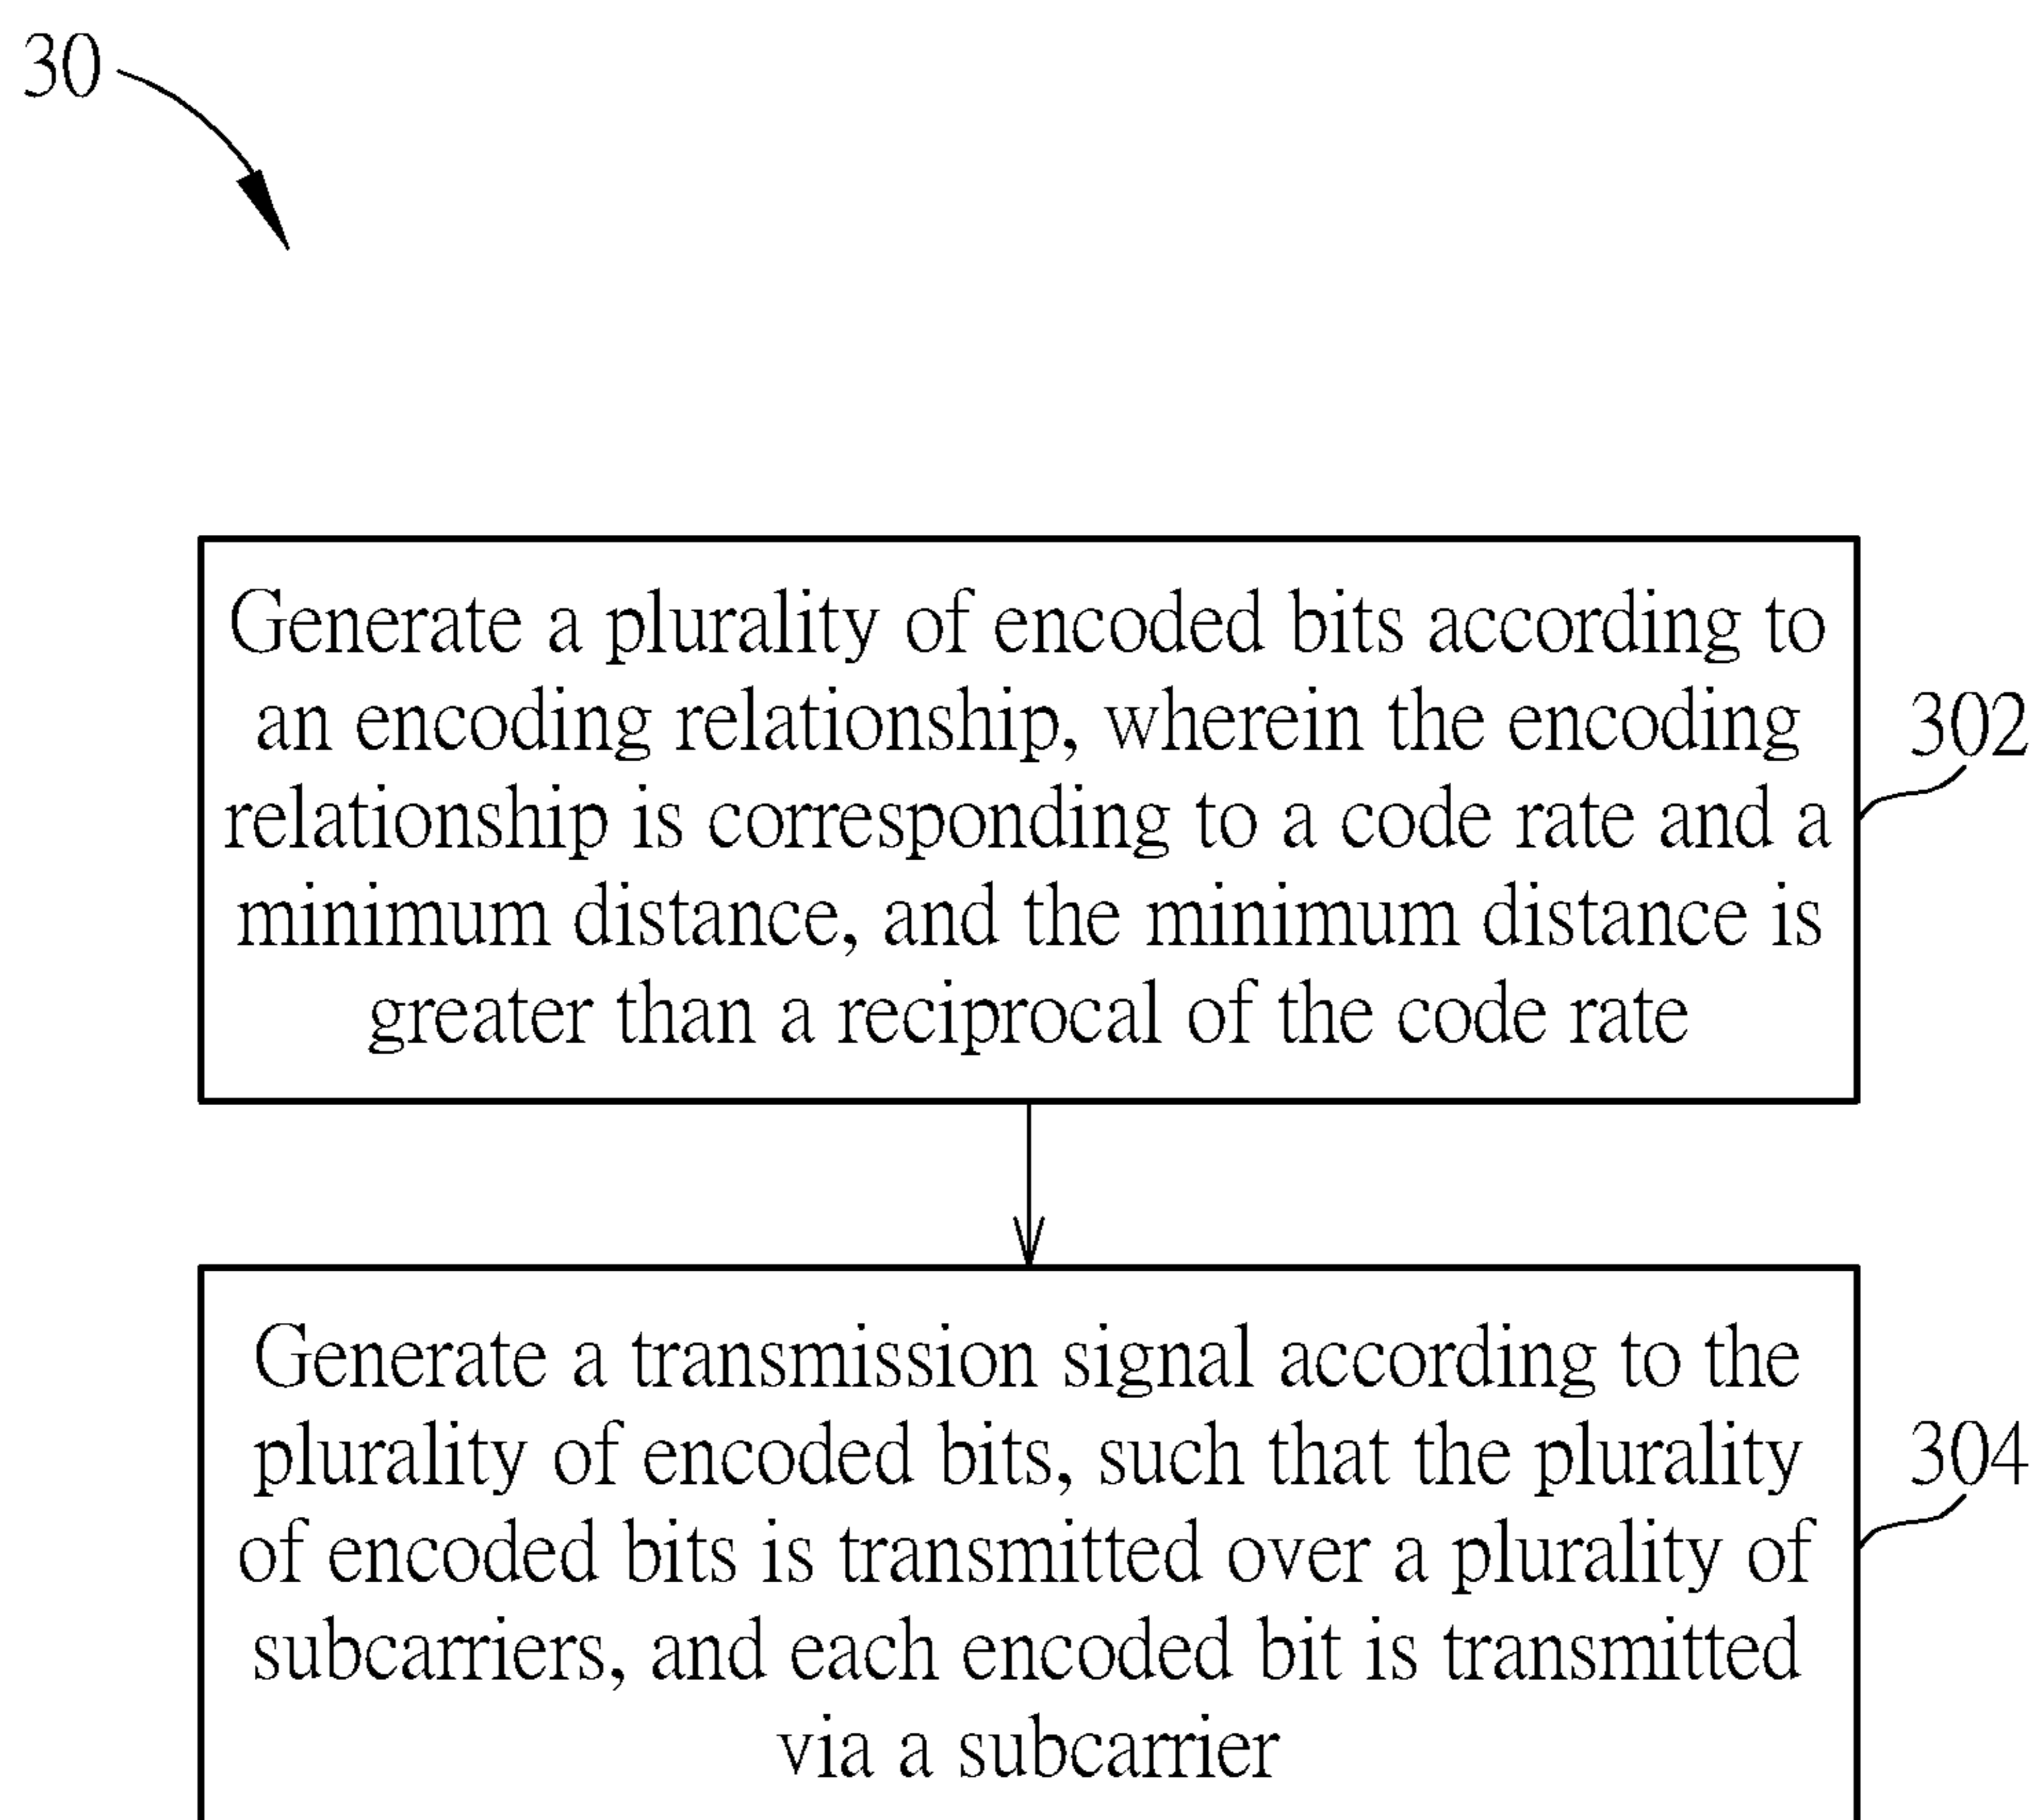 30
Generate a plurality of encoded bits according to
an encoding relationship, wherein the encoding
302
relationship is corresponding to a code rate and a
minimum distance, and the minimum distance is
greater than a reciprocal of the code rate
Generate a transmission signal according to the
plurality of encoded bits, such that the plurality
304
of encoded bits is transmitted over a plurality of
subcarriers, and each encoded bit is transmitted
via a subcarrier